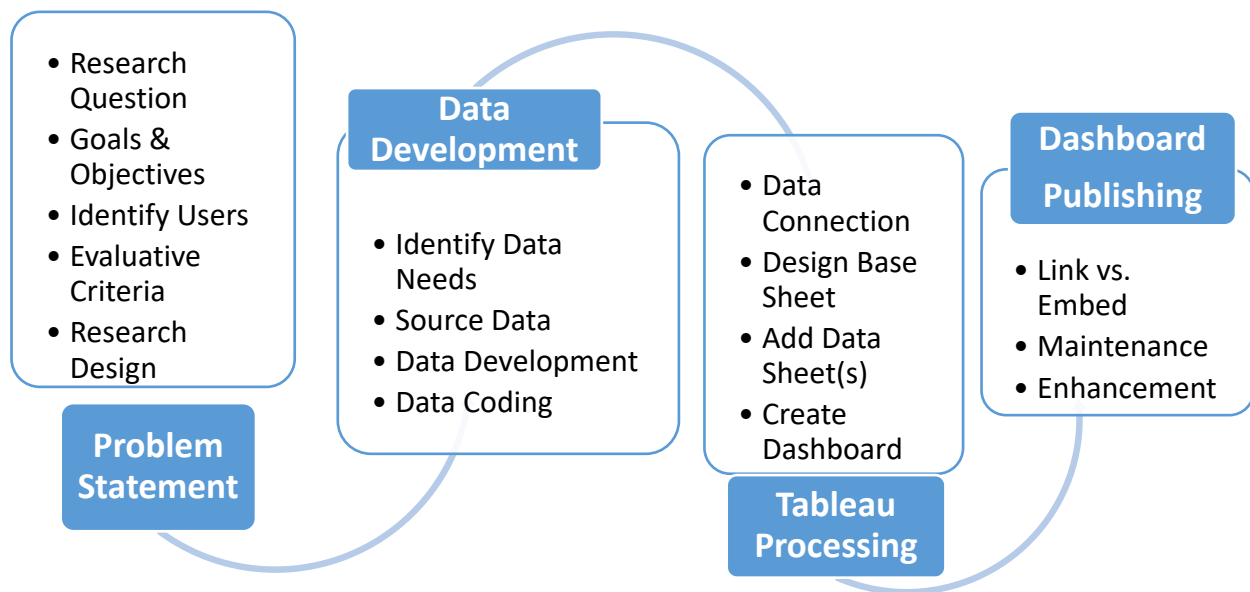 • Research
Question
• Goals &
Objectives
• Identify Users
• Evaluative
Criteria
• Research
Design
Problem
Statement
Data
Development
• Identify Data
Needs
• Source Data
• Data Development
• Data Coding
• Data
Connection
• Design Base
Sheet
• Add Data
Sheet(s)
• Create
Dashboard
Tableau
Processing
Dashboard
Publishing
• Link vs.
Embed
• Maintenance
• Enhancement